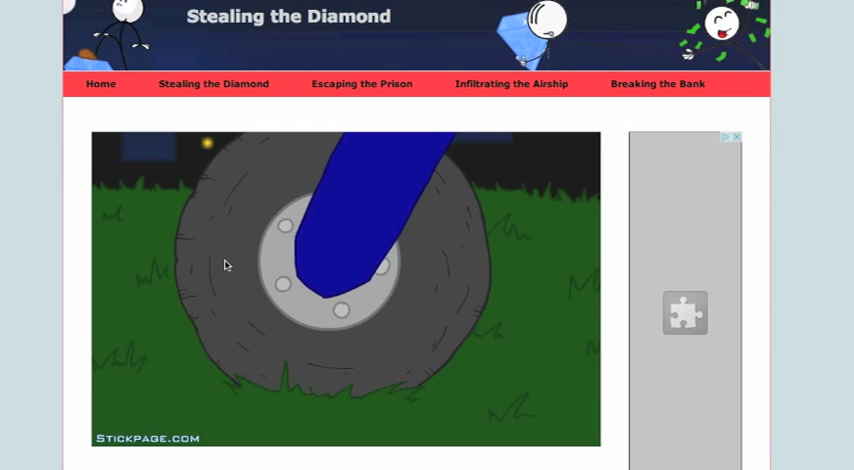 Stealing the Diamond
Home Stealing the Diamond Escaping the Prison Infiltrating the Airship Breaking the Bank
STICKPAGE.COM